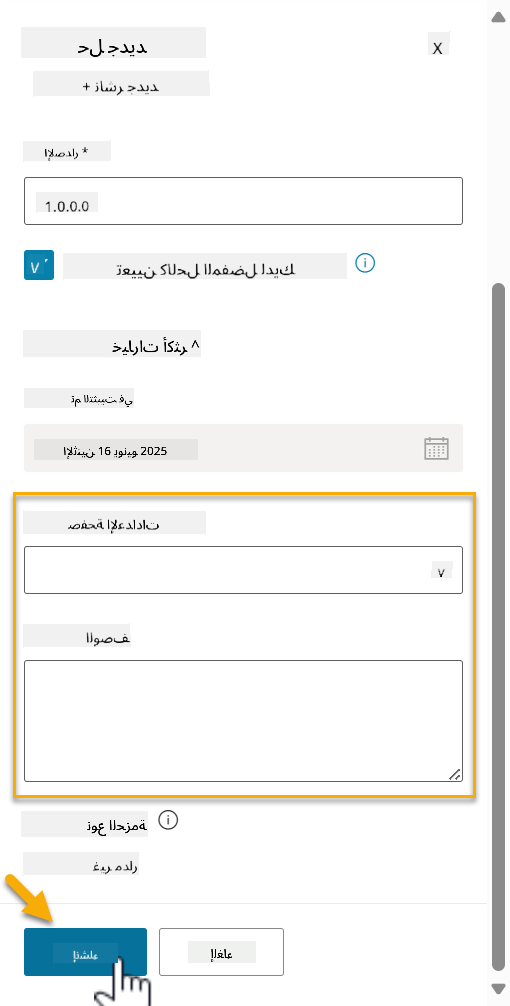 حل جديد
X
+ ناشر جديد
الإصدار *
1.0.0.0
تعيين كالحل المفضل لديك
خيارات أكثر ^
تم التثبيت في
الإثنين 16 يونيو 2025
صفحة الإعدادات
الوصف
نوع الحزمة
غير مدار
إنشاء
إلغاء